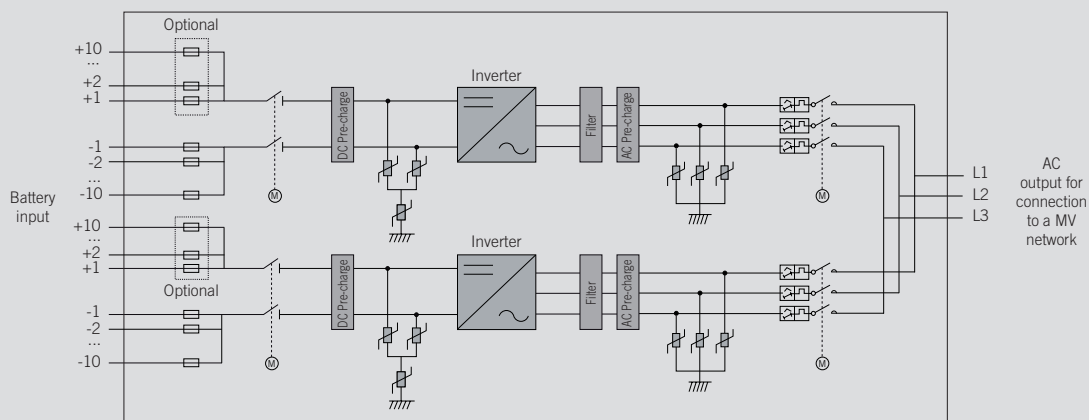 Optional
+10
...
+2
+1
-1
-2
...
-10
Battery
input
+10
...
+2
+1
Optional
-1
-2
...
-10
M
DC Pre-charge
Inverter
Filter
AC Pre-charge
M
M
DC Pre-charge
Inverter
Filter
AC Pre-charge
M
L1
L2
L3
AC
output for
connection
to a MV
network